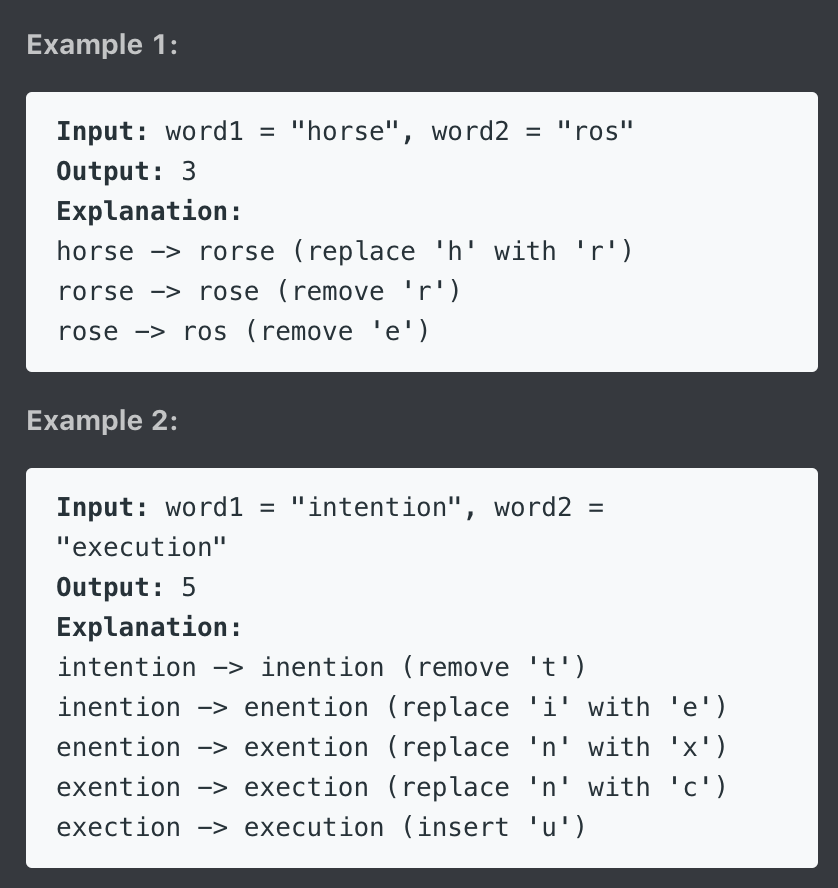 Example 1:
Input: word1 = "horse", word2 = "ros"
Output: 3
Explanation:
horse -> rorse (replace 'h' with 'r')
rorse -> rose (remove 'r')
rose -> ros (remove 'e')
Example 2:
Input: word1 = "intention", word2 =
"execution"
Output: 5
Explanation:
intention -> inention (remove 't')
inention -> enention (replace 'i' with 'e')
enention -> exention (replace 'n' with 'x')
exention -> exection (replace 'n' with 'c')
exection -> execution (insert 'u')